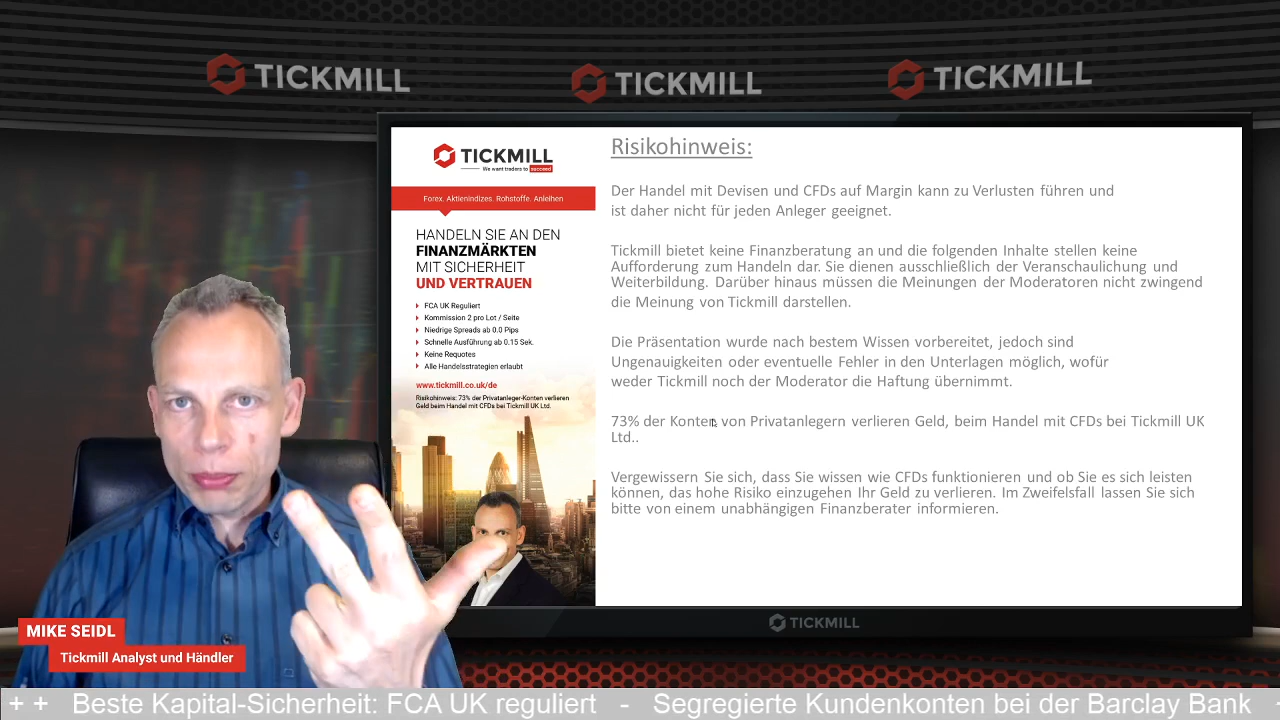 TICKMILL
TICKMILL
TICKMILL
TICKMILL
We want traders to succeed
Forex. Aktienindizes. Rohstoffe. Anleihen
HANDELN SIE AN DEN
FINANZMÄRKTEN
MIT SICHERHEIT
UND VERTRAUEN
FCA UK Reguliert
Kommission 2 pro Lot / Seite
Niedrige Spreads ab 0.0 Pips
Schnelle Ausführung ab 0.15 Sek.
Keine Requotes
Alle Handelsstrategien erlaubt
www.tickmill.co.uk/de
Risikohinweis: 73% der Privatanleger-Konten verlieren
Geld beim Handel mit CFDs bei Tickmill UK Ltd.
Risikohinweis:
Der Handel mit Devisen und CFDs auf Margin kann zu Verlusten führen und
ist daher nicht für jeden Anleger geeignet.
Tickmill bietet keine Finanzberatung an und die folgenden Inhalte stellen keine
Aufforderung zum Handeln dar. Sie dienen ausschließlich der Veranschaulichung und
Weiterbildung. Darüber hinaus müssen die Meinungen der Moderatoren nicht zwingend
die Meinung von Tickmill darstellen.
Die Präsentation wurde nach bestem Wissen vorbereitet, jedoch sind
Ungenauigkeiten oder eventuelle Fehler in den Unterlagen möglich, wofür
weder Tickmill noch der Moderator die Haftung übernimmt.
73% der Konten von Privatanlegern verlieren Geld, beim Handel mit CFDs bei Tickmill UK
Ltd..
Vergewissern Sie sich, dass Sie wissen wie CFDs funktionieren und ob Sie es sich leisten
können, das hohe Risiko einzugehen Ihr Geld zu verlieren. Im Zweifelsfall lassen Sie sich
bitte von einem unabhängigen Finanzberater informieren.
TICKMILL
MIKE SEIDL
Tickmill Analyst und Händler
+ + Beste Kapital-Sicherheit: FCA UK reguliert - Segregierte Kundenkonten bei der Barclay Bank